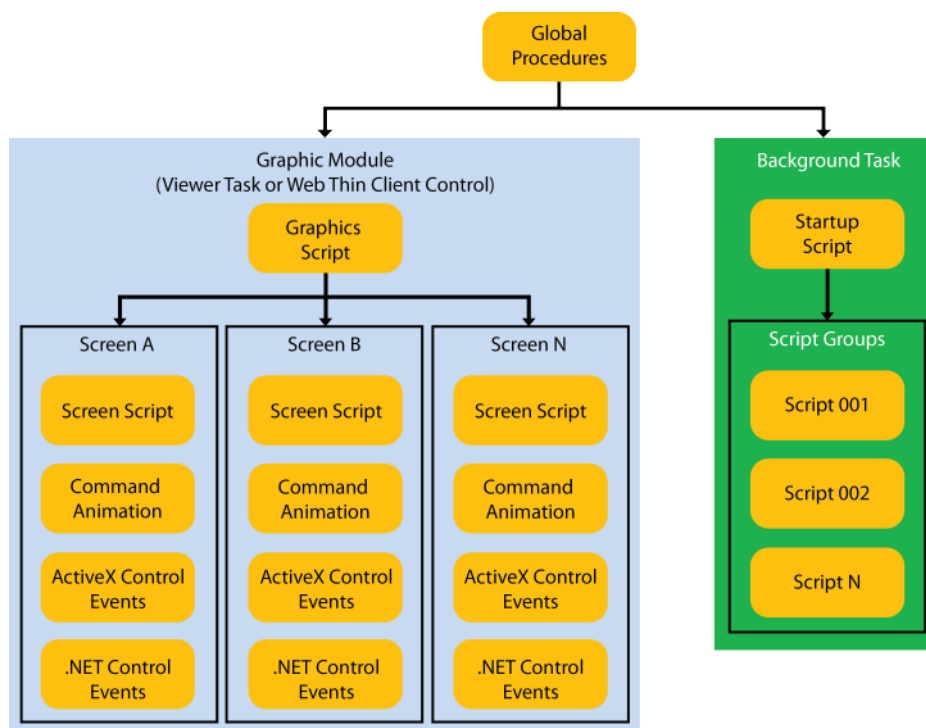 Global
Procedures
Graphic Module
(Viewer Task or Web Thin Client Control)
Graphics
Script
Screen A
Screen Script
Command
Animation
ActiveX Control
Events
.NET Control
Events
Screen B
Screen Script
Command
Animation
ActiveX Control
Events
.NET Control
Events
Screen N
Screen Script
Command
Animation
ActiveX Control
Events
.NET Control
Events
Background Task
Startup
Script
Script Groups
Script 001
Script 002
Script N